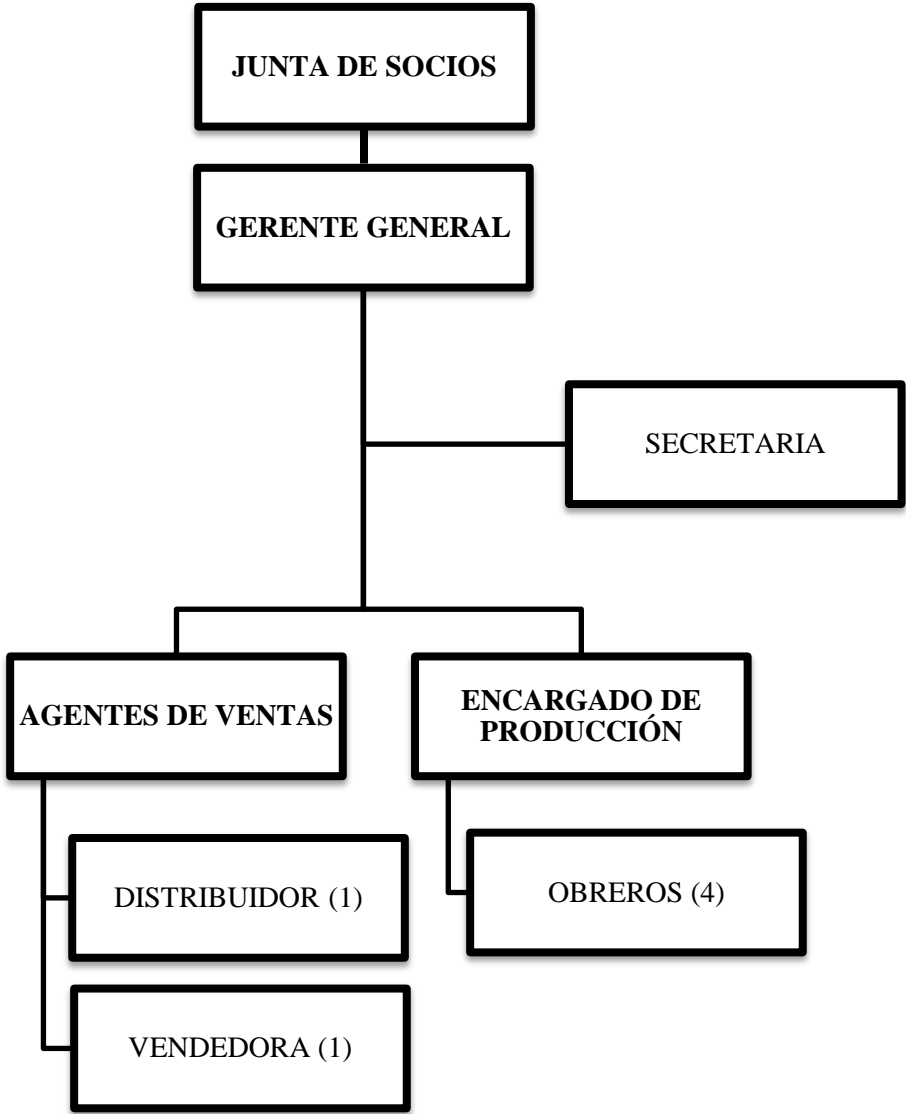 JUNTA DE SOCIOS
GERENTE GENERAL
SECRETARIA
AGENTES DE VENTAS
ENCARGADO DE
PRODUCCIÓN
DISTRIBUIDOR (1)
OBREROS (4)
VENDEDORA (1)